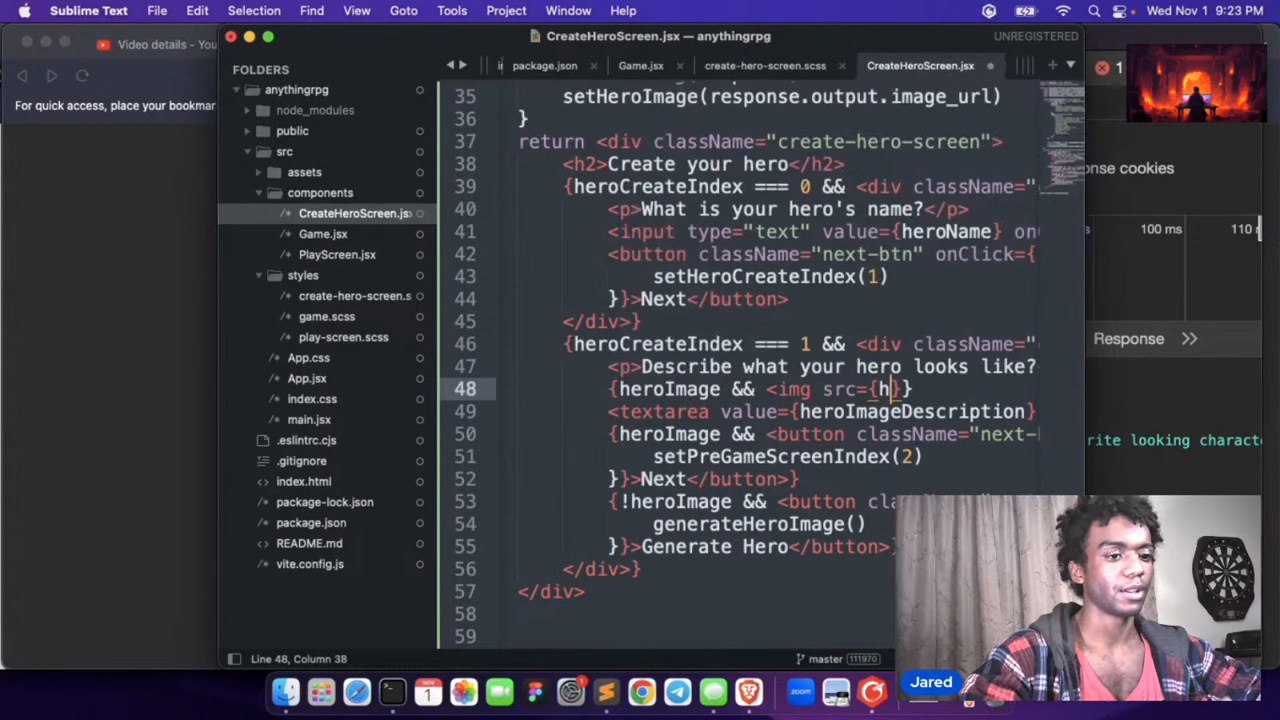 Sublime Text File Edit Selection Find View Goto Tools Project Window Help Wed Nov 1 9:23 PM
Video details - You
CreateHeroScreen.jsx — anythingrpg UNREGISTERED
For quick access, place your bookmar
FOLDERS
anythingrpg
node_modules
public
src
assets
components
CreateHeroScreen.jsx
Game.jsx
PlayScreen.jsx
styles
create-hero-screen.s
game.scss
play-screen.scss
App.css
App.jsx
index.css
main.jsx
.eslintrc.cjs
.gitignore
index.html
package-lock.json
package.json
README.md
vite.config.js
package.json × Game.jsx × create-hero-screen.scss × CreateHeroScreen.jsx
35 setHeroImage(response.output.image_url)
36 }
37 return <div className="create-hero-screen">
38 <h2>Create your hero</h2>
39 {heroCreateIndex === 0 && <div className="
40 <p>What is your hero's name?</p>
41 <input type="text" value={heroName} on
42 <button className="next-btn" onClick={
43 setHeroCreateIndex(1)
44 }}>Next</button>
45 </div>}
46 {heroCreateIndex === 1 && <div className="
47 <p>Describe what your hero looks like?
48 {heroImage && <img src={h}}
49 <textarea value={heroImageDescription}
50 {heroImage && <button className="next-
51 setPreGameScreenIndex(2)
52 }}>Next</button>}
53 {!heroImage && <button cla
54 generateHeroImage()
55 }}>Generate Hero</button>
56 </div>}
57 </div>
58
59
Line 48, Column 38 master 111970
1
esponse cookies
100 ms 110
Response
rite looking characte
Jared
NOV
1
1
zoom